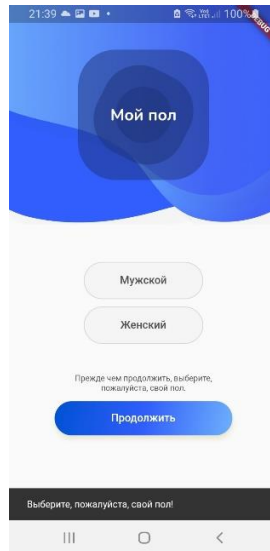 21:39
100%
DEBUG
Мой пол
Мужской
Женский
Прежде чем продолжить, выберите,
пожалуйста, свой пол.
Продолжить
Выберите, пожалуйста, свой пол!